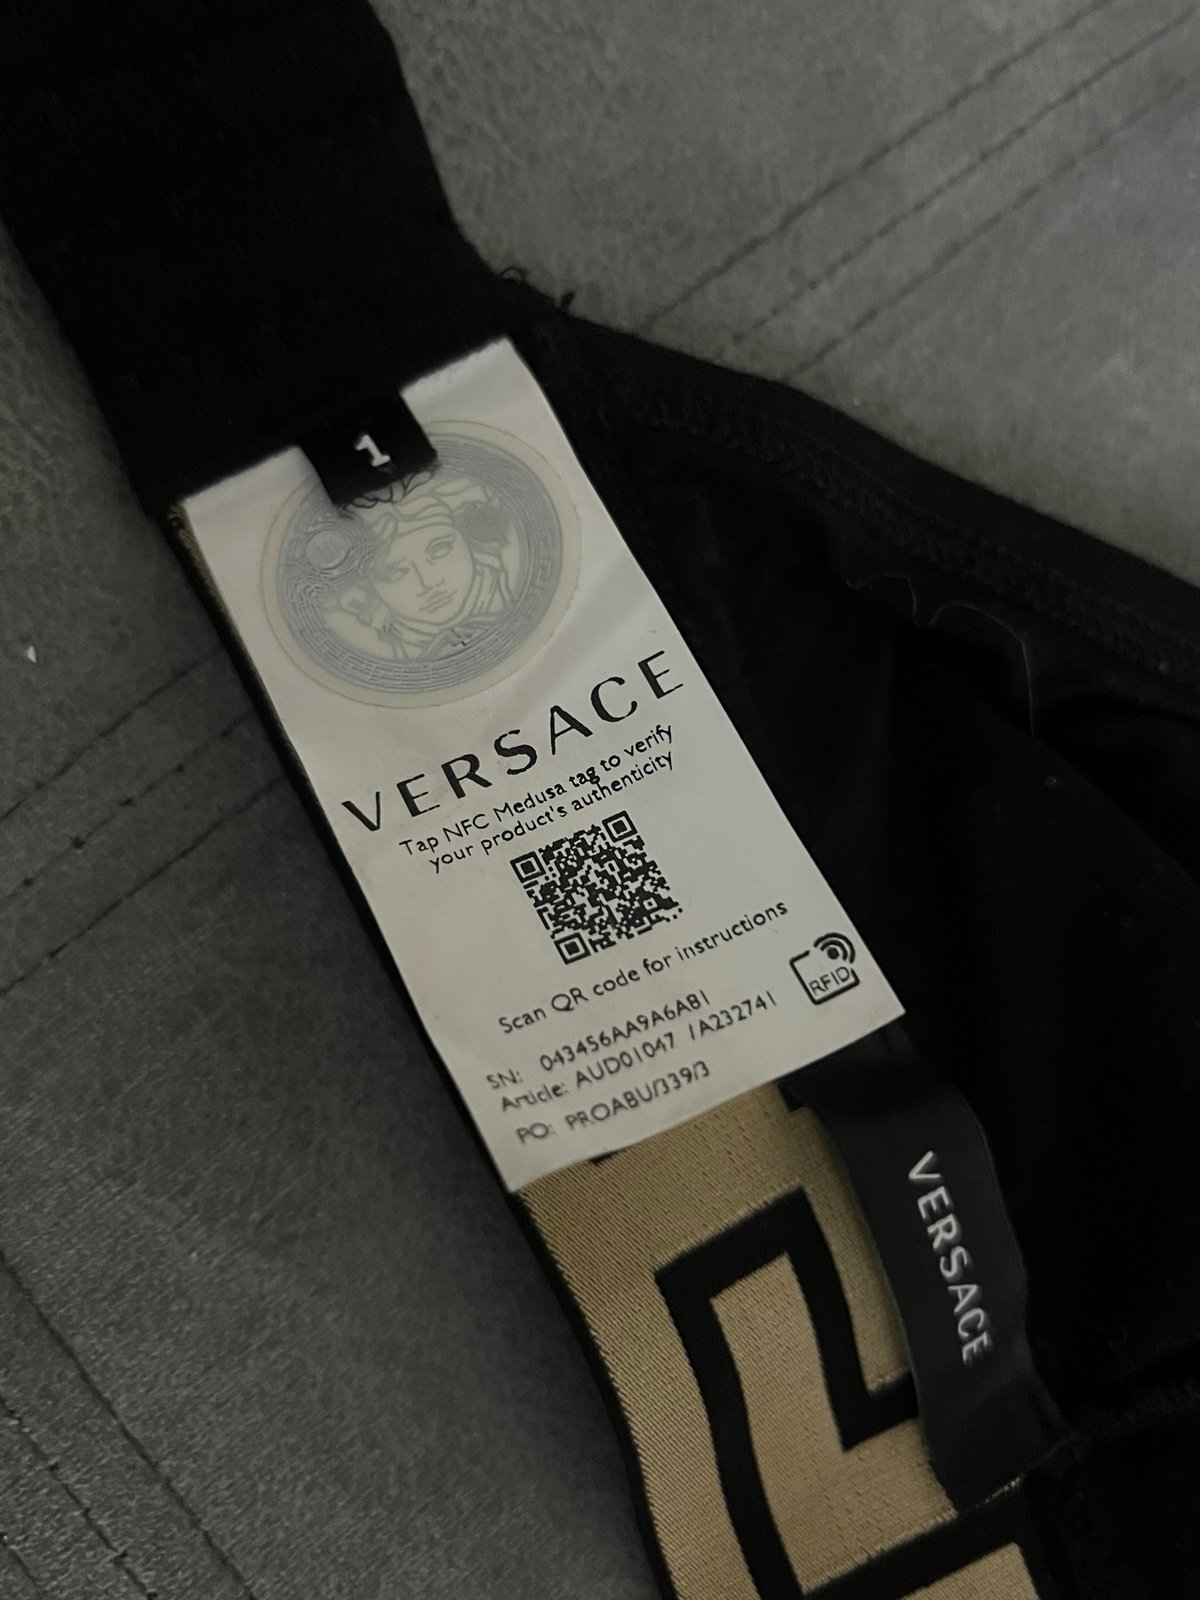 1
VERSACE
Tap NFC Medusa tag to verify
your product's authenticity
Scan QR code for instructions
RFID
SN: 043456AA9A6A81
Article: AUD01047 1A232741
PO: PROABU/339/3
VERSACE